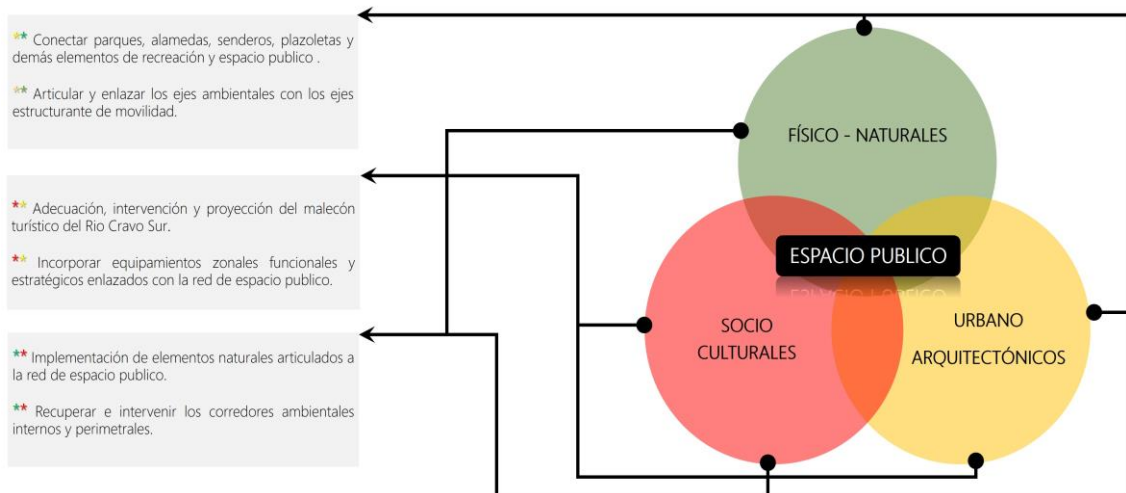 ** Conectar parques, alamedas, senderos, plazoletas y
demás elementos de recreación y espacio publico .
** Articular y enlazar los ejes ambientales con los ejes
estructurante de movilidad.
** Adecuación, intervención y proyección del malecón
turístico del Rio Cravo Sur.
** Incorporar equipamientos zonales funcionales y
estratégicos enlazados con la red de espacio publico.
** Implementación de elementos naturales articulados a
la red de espacio publico.
** Recuperar e intervenir los corredores ambientales
internos y perimetrales.
FÍSICO - NATURALES
ESPACIO PUBLICO
SOCIO
CULTURALES
URBANO
ARQUITECTÓNICOS